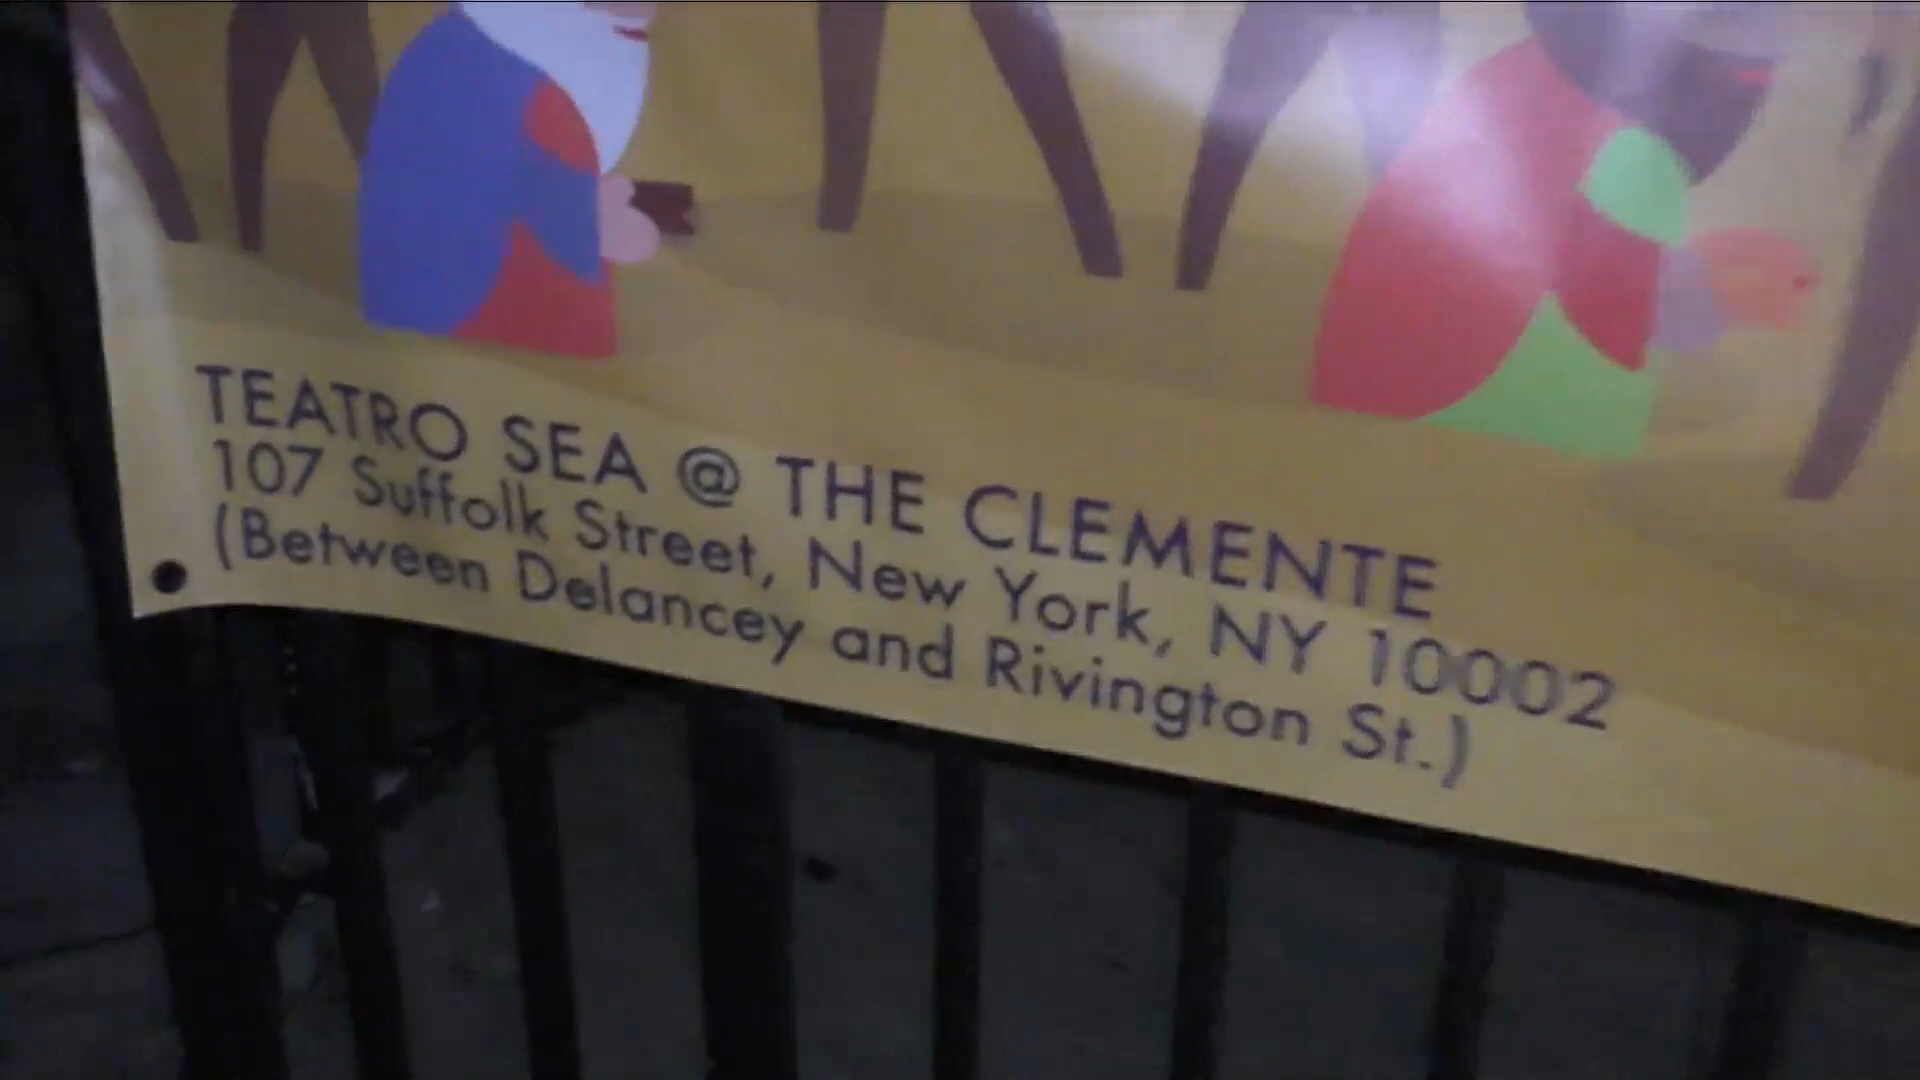 TEATRO SEA @ THE CLEMENTE
107 Suffolk Street, New York, NY 10002
(Between Delancey and Rivington St.)